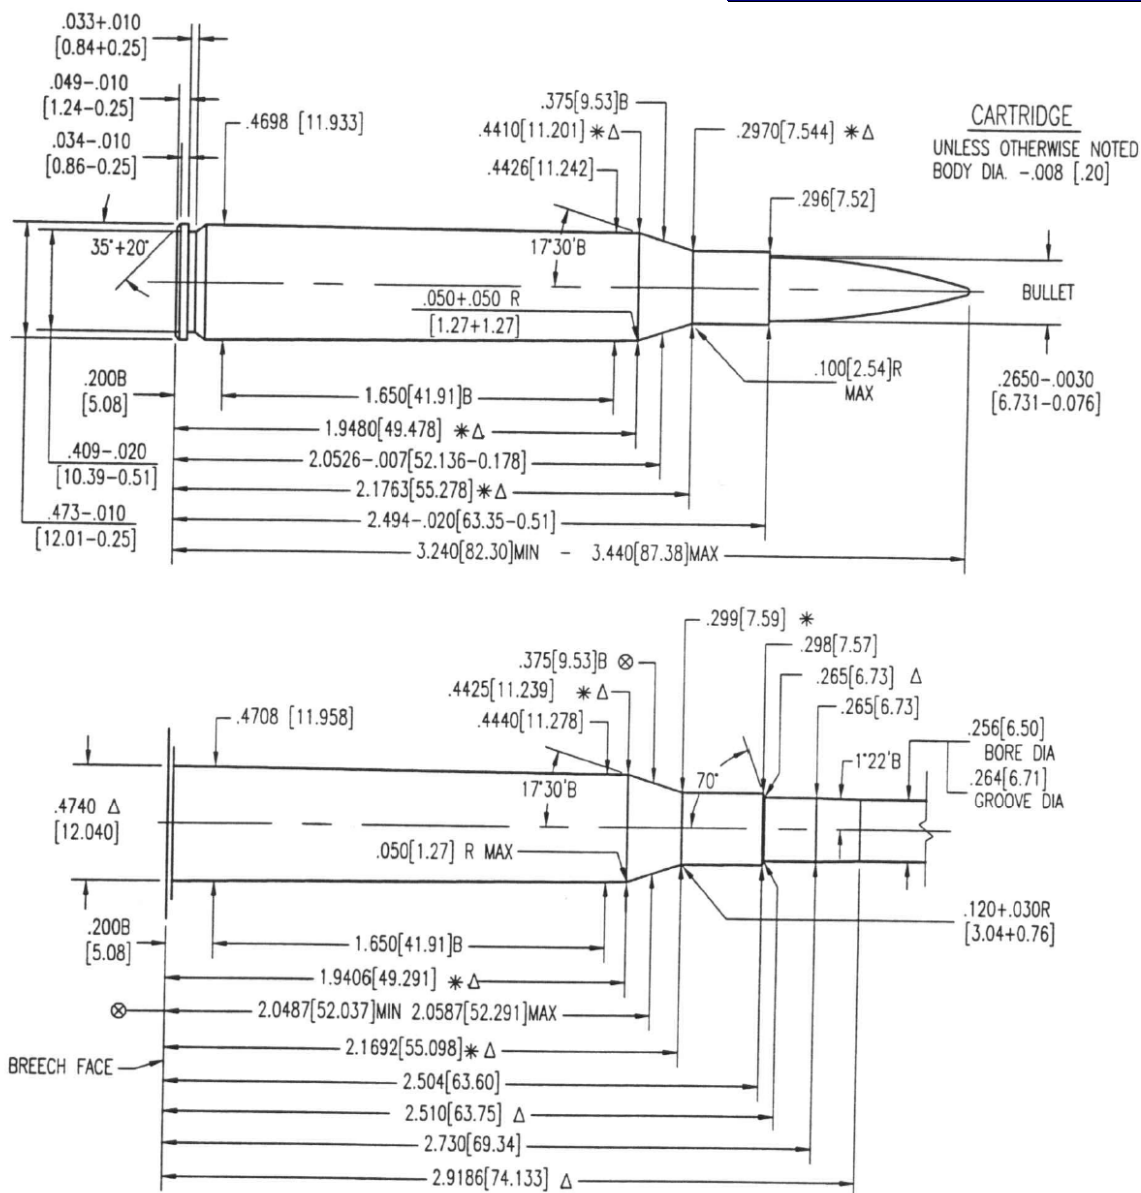 .033+.010
[0.84+0.25]
.049-.010
[1.24-0.25]
.034-.010
[0.86-0.25]
.4698 [11.933]
.375[9.53]B
.4410[11.201] ✳Δ
.4426[11.242]
.2970[7.544] ✳Δ
.296[7.52]
CARTRIDGE
UNLESS OTHERWISE NOTED
BODY DIA. -.008 [.20]
35°+20°
17°30'B
.050+.050 R
[1.27+1.27]
BULLET
.200B
[5.08]
1.650[41.91]B
.100[2.54]R
MAX
.2650-.0030
[6.731-0.076]
1.9480[49.478] ✳Δ
.409-.020
[10.39-0.51]
2.0526-.007[52.136-0.178]
2.1763[55.278]✳Δ
.473-.010
[12.01-0.25]
2.494-.020[63.35-0.51]
3.240[82.30]MIN - 3.440[87.38]MAX
.299[7.59] ✳
.298[7.57]
.375[9.53]B ⊗
.265[6.73] Δ
.4425[11.239] ✳Δ
.265[6.73]
.4708 [11.958]
.4440[11.278]
.256[6.50]
BORE DIA
.264[6.71]
GROOVE DIA
1°22'B
70°
17°30'B
.4740 Δ
[12.040]
.050[1.27] R MAX
.120+.030R
[3.04+0.76]
.200B
[5.08]
1.650[41.91]B
1.9406[49.291] ✳Δ
⊗
2.0487[52.037]MIN 2.0587[52.291]MAX
2.1692[55.098]✳Δ
BREECH FACE
2.504[63.60]
2.510[63.75] Δ
2.730[69.34]
2.9186[74.133] Δ